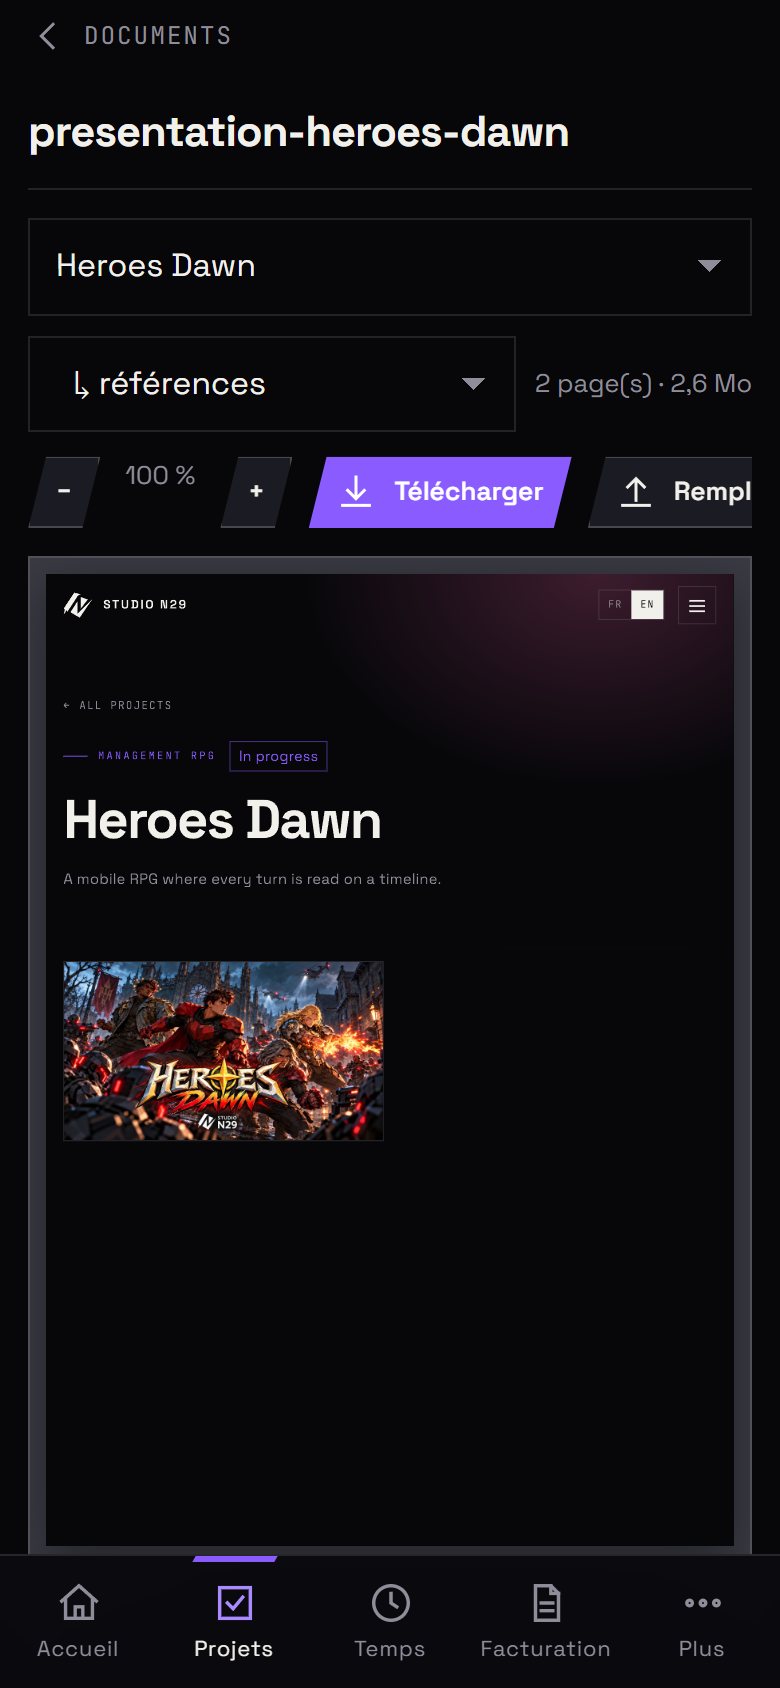 DOCUMENTS
presentation-heroes-dawn
Heroes Dawn
↳ références
2 page(s) · 2,6 Mo
- 100 % + Télécharger Rempl
STUDIO N29 FR EN
← ALL PROJECTS
MANAGEMENT RPG In progress
Heroes Dawn
A mobile RPG where every turn is read on a timeline.
HEROES
DAWN
STUDIO
N29
Accueil Projets Temps Facturation Plus